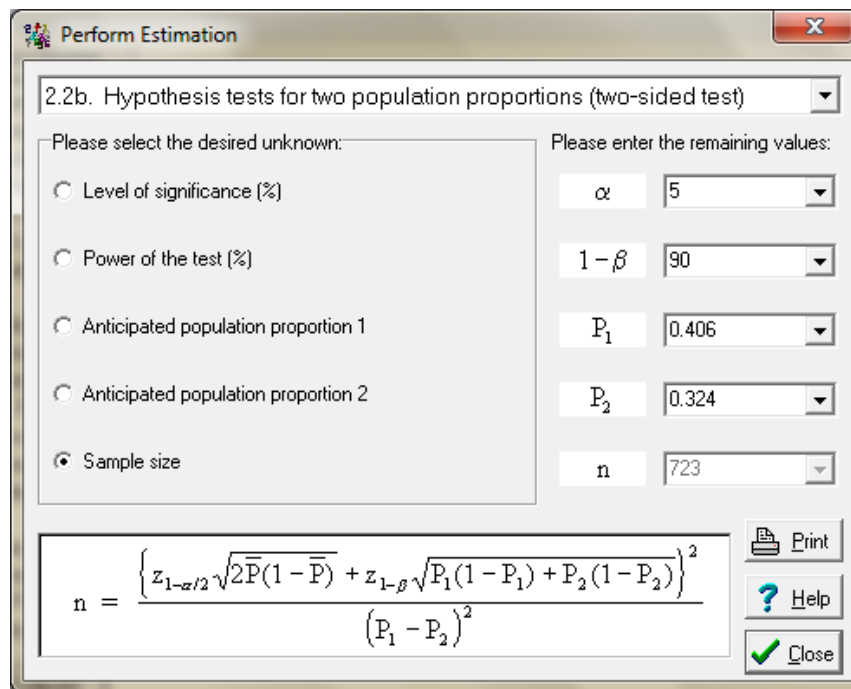 Perform Estimation
2.2b. Hypothesis tests for two population proportions (two-sided test)
Please select the desired unknown:
Level of significance (%)
Power of the test (%)
Anticipated population proportion 1
Anticipated population proportion 2
Sample size
Please enter the remaining values:
α 5
1-β 90
P₁ 0.406
P₂ 0.324
n 723
n = {z₁₋α/₂√2P̅(1-P̅) + z₁₋β√P₁(1-P₁) + P₂(1-P₂)}² / (P₁ - P₂)²
Print
Help
Close